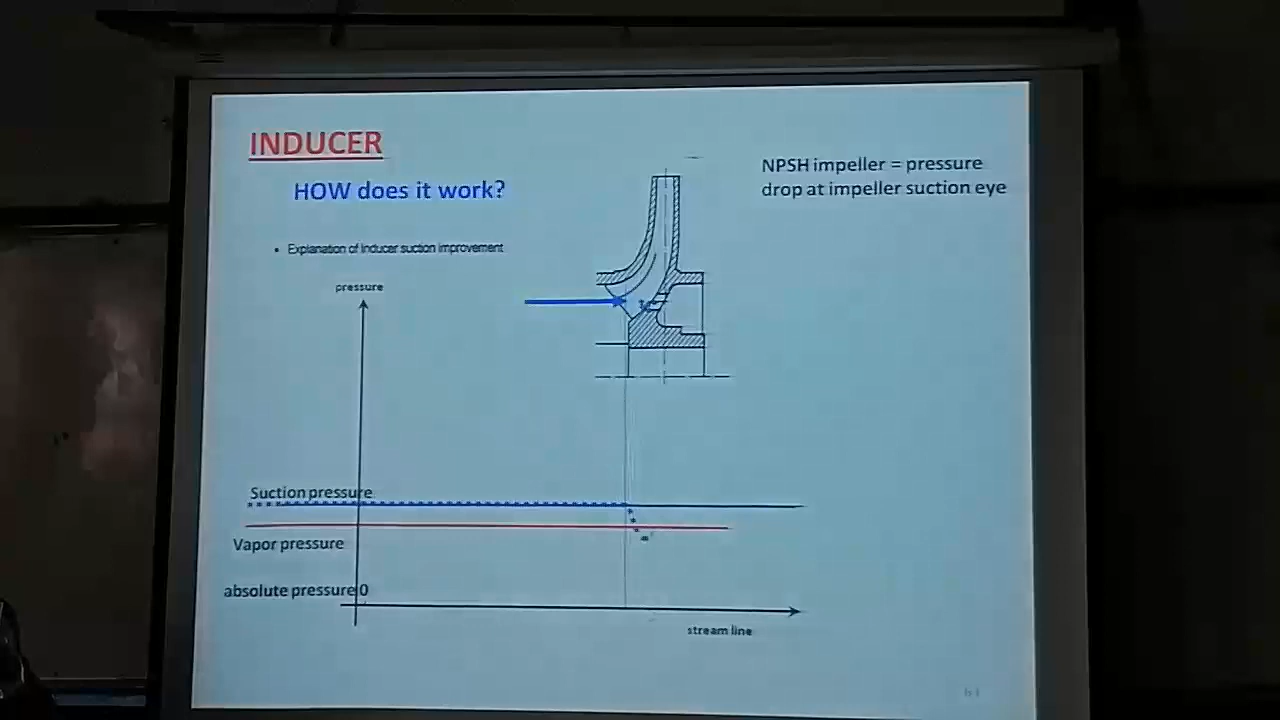 INDUCER
HOW does it work?
NPSH impeller = pressure
drop at impeller suction eye
• Explanation of inducer suction improvement
pressure
Suction pressure
Vapor pressure
absolute pressure 0
stream line